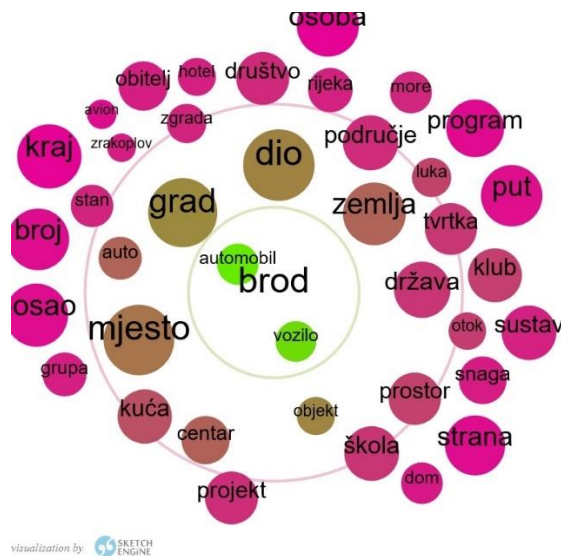 osoba
hotel
društvo
obitelj
rijeka
more
avion
zgrada
program
kraj
zrakoplov
dio
područje
luka
put
stan
grad
zemlja
tvrtka
broj
auto
automobil
brod
klub
država
osao
mjesto
vozilo
otok
sustav
grupa
snaga
kuća
objekt
prostor
centar
škola
strana
projekt
dom
visualization by SKETCH
ENGINE